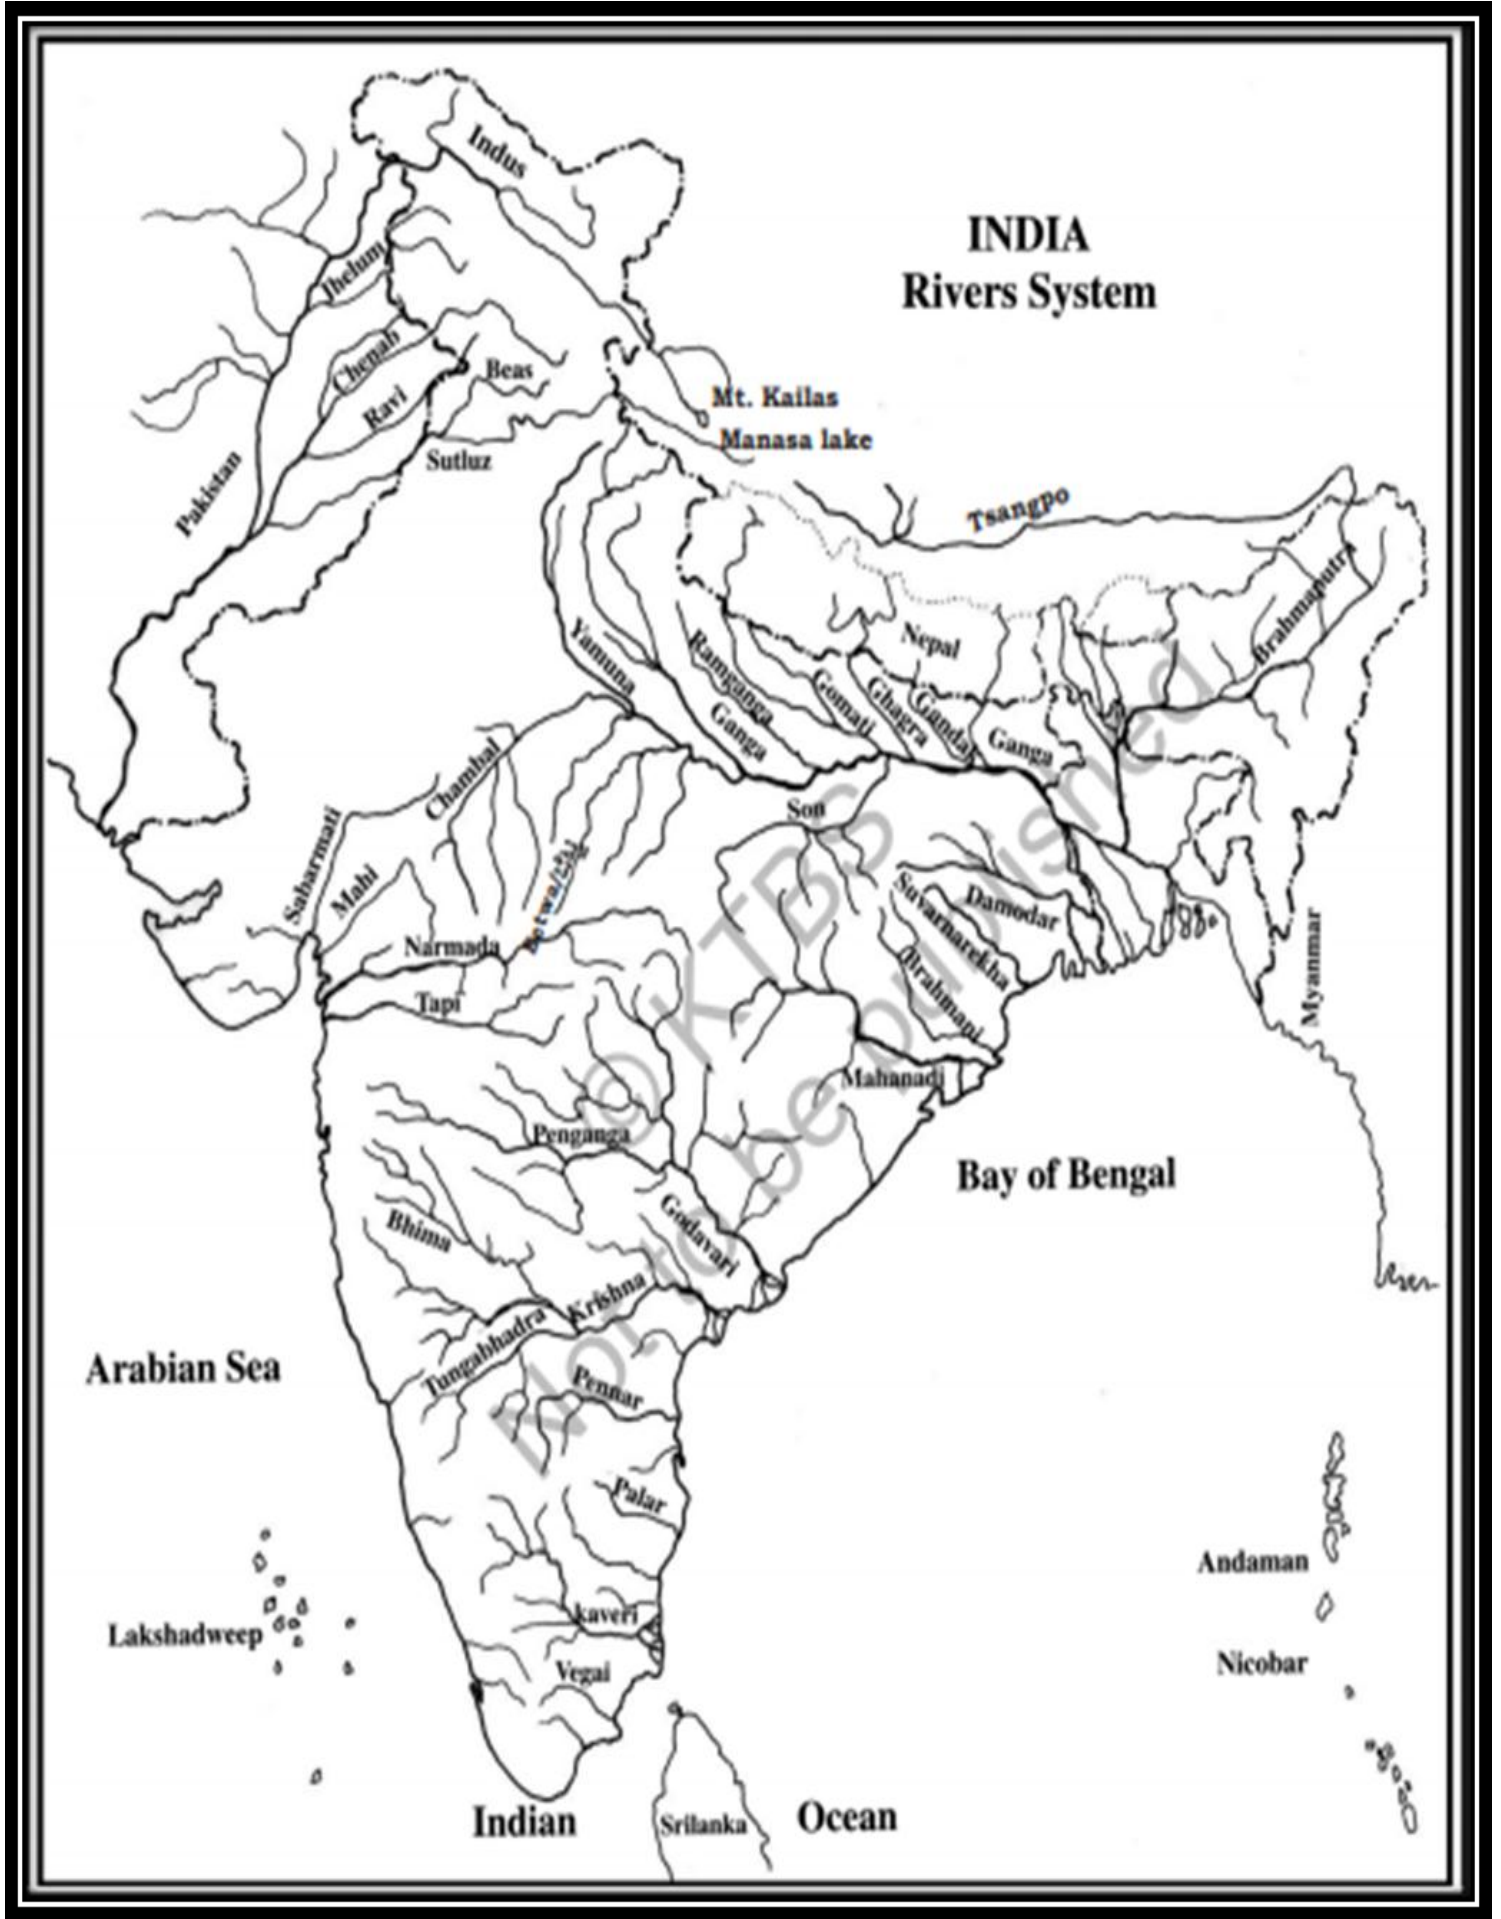 INDIA
Rivers System
Indus
Jhelum
Chenab
Ravi
Beas
Sutluz
Pakistan
Mt. Kailas
Manasa lake
Tsangpo
Brahmaputr
Nepal
Yamuna
Ramganga
Ganga
Gomati
Ghagra
Gandak
Ganga
Chambal
Son
Sabarmati
Mahi
Betwa
Damodar
Suvarnarekha
Brahmani
Narmada
Tapi
Myanmar
Mahanadi
Penganga
Bay of Bengal
Godavari
Bhima
Krishna
Tungabhadra
Arabian Sea
Pennar
Palar
Andaman
kaveri
Lakshadweep
Nicobar
Vegai
Indian
Ocean
Srilanka
© KTBS
Not to be published